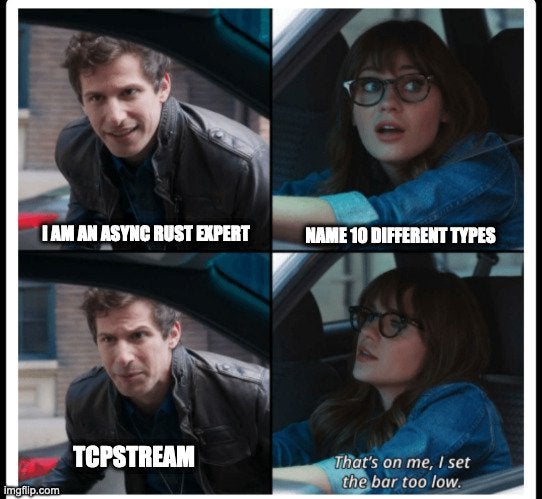 I AM AN ASYNC RUST EXPERT
NAME 10 DIFFERENT TYPES
TCPSTREAM
That's on me, I set
the bar too low.
imgflip.com